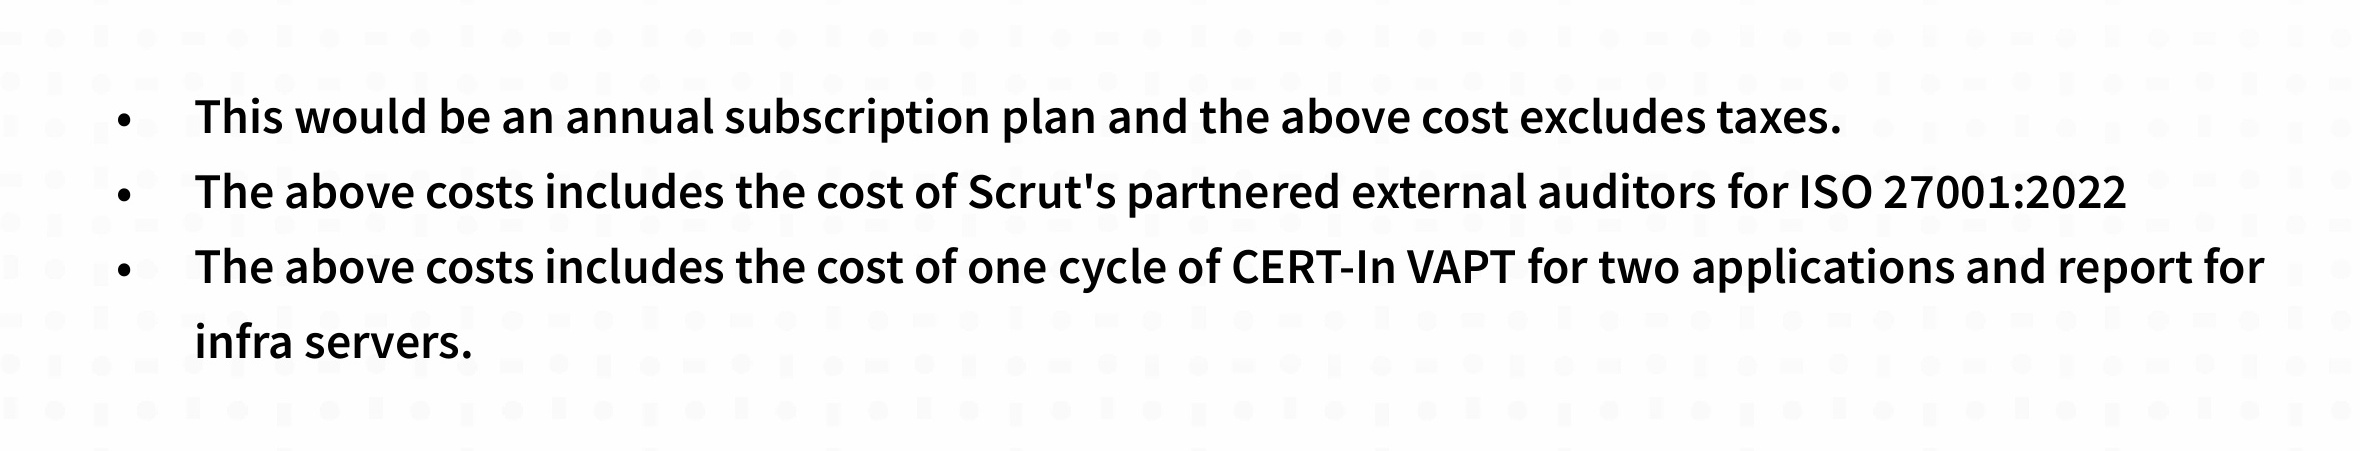 • This would be an annual subscription plan and the above cost excludes taxes.
• The above costs includes the cost of Scrut's partnered external auditors for ISO 27001:2022
• The above costs includes the cost of one cycle of CERT-In VAPT for two applications and report for
infra servers.